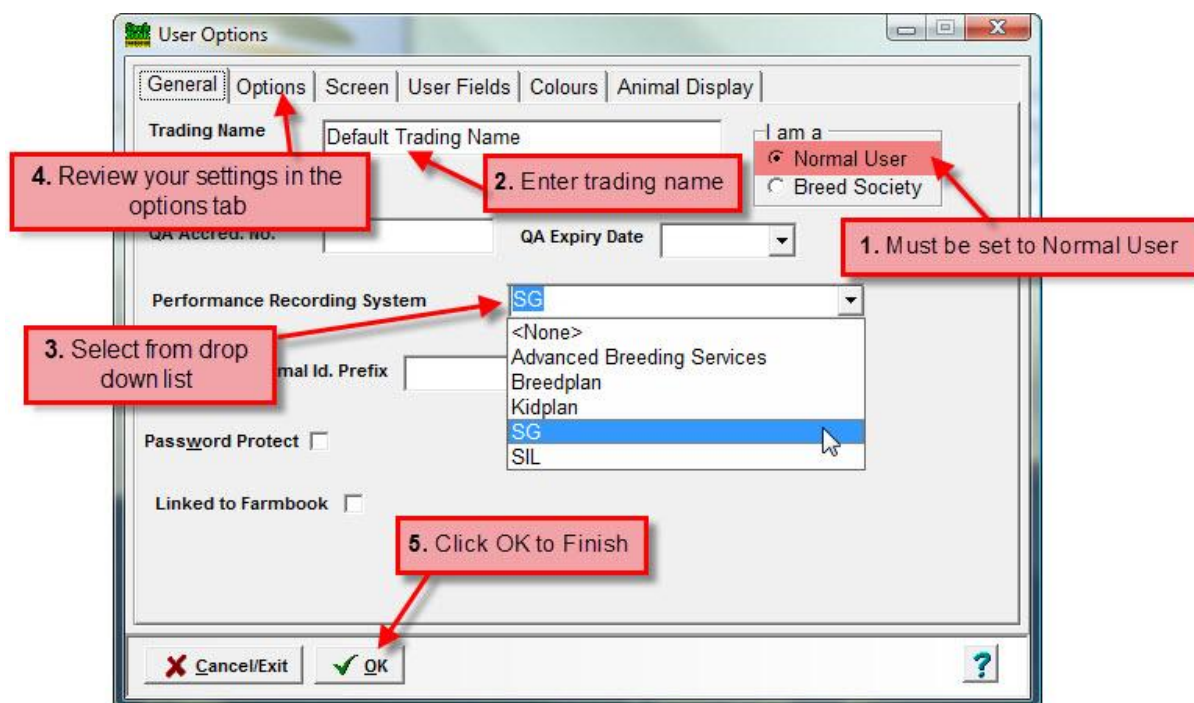 User Options
General Options Screen User Fields Colours Animal Display
Trading Name
Default Trading Name
I am a
Normal User
Breed Society
4. Review your settings in the
options tab
2. Enter trading name
1. Must be set to Normal User
QA Accred. No.
QA Expiry Date
Performance Recording System
SG
<None>
Advanced Breeding Services
Breedplan
Kidplan
SG
SIL
3. Select from drop
down list
Id. Prefix
Password Protect
Linked to Farmbook
5. Click OK to Finish
Cancel/Exit
OK
?